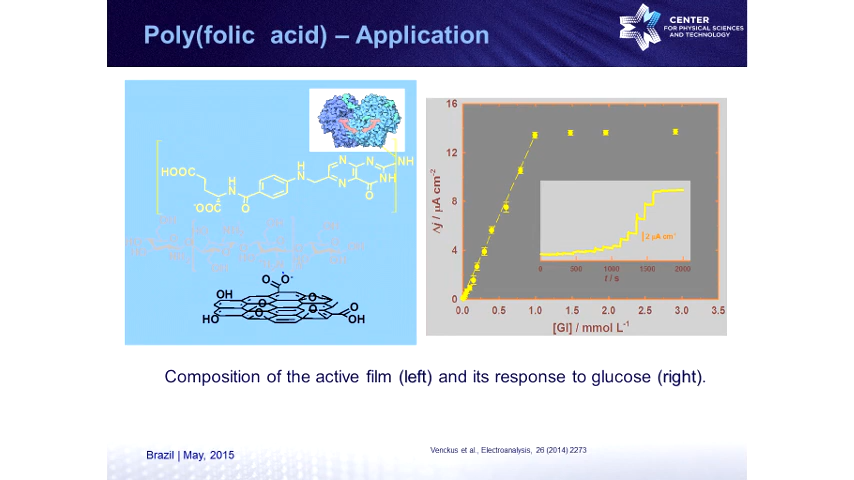 Poly(folic acid) – Application
CENTER
FOR PHYSICAL SCIENCES
AND TECHNOLOGY
HOOC
-OOC
H
N
O
H
N
N
N
N
N
NH
NH
O
O
O-
OH
O
O
O
O
O
HO
OH
16
12
8
4
0
Δj / µA cm-2
0.0 0.5 1.0 1.5 2.0 2.5 3.0 3.5
[Gl] / mmol L-1
2 µA cm-2
0 500 1000 1500 2000
t / s
Composition of the active film (left) and its response to glucose (right).
Venckus et al., Electroanalysis, 26 (2014) 2273
Brazil | May, 2015